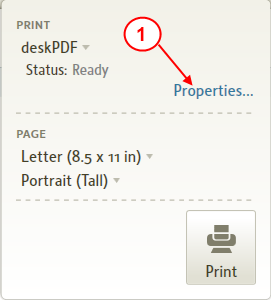 PRINT
1
deskPDF
Status: Ready
Properties...
PAGE
Letter (8.5 x 11 in)
Portrait (Tall)
Print